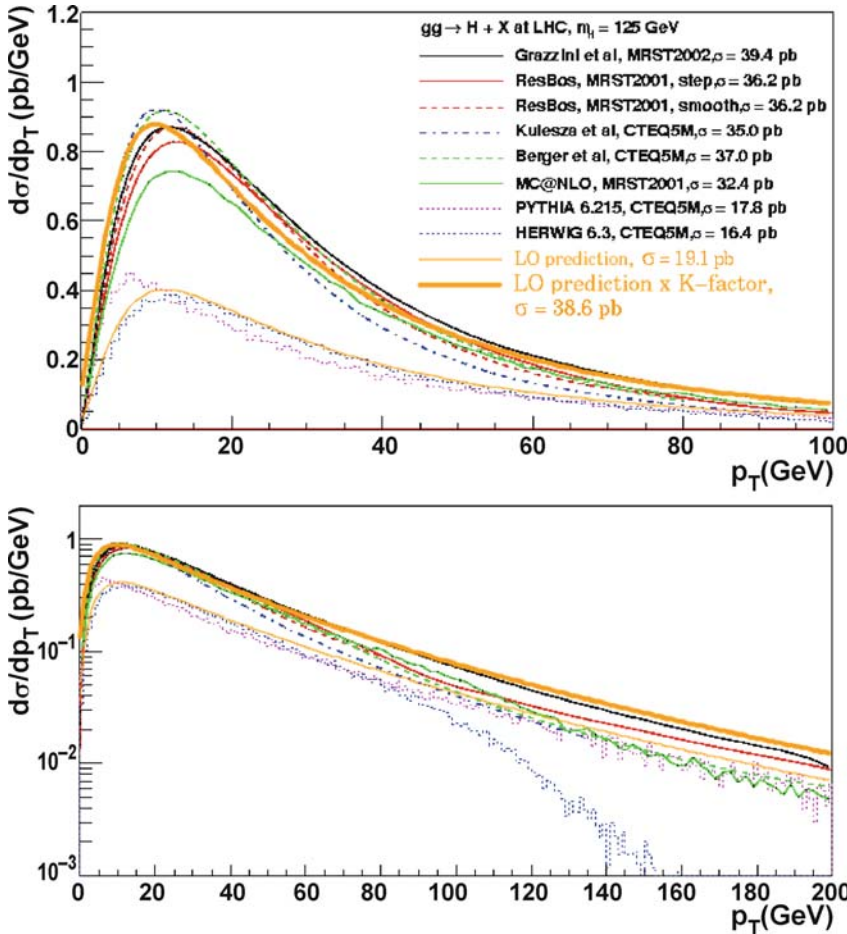 gg → H + X at LHC, mH = 125 GeV
Grazzini et al, MRST2002,σ = 39.4 pb
ResBos, MRST2001, step,σ = 36.2 pb
ResBos, MRST2001, smooth,σ = 36.2 pb
Kulesza et al, CTEQ5M,σ = 35.0 pb
Berger et al, CTEQ5M,σ = 37.0 pb
MC@NLO, MRST2001,σ = 32.4 pb
PYTHIA 6.215, CTEQ5M,σ = 17.8 pb
HERWIG 6.3, CTEQ5M,σ = 16.4 pb
LO prediction, σ = 19.1 pb
LO prediction x K-factor,
σ = 38.6 pb
dσ/dpT (pb/GeV)
1.2
1
0.8
0.6
0.4
0.2
0
0 20 40 60 80 100
pT(GeV)
dσ/dpT (pb/GeV)
1
10−1
10−2
10−3
0 20 40 60 80 100 120 140 160 180 200
pT(GeV)